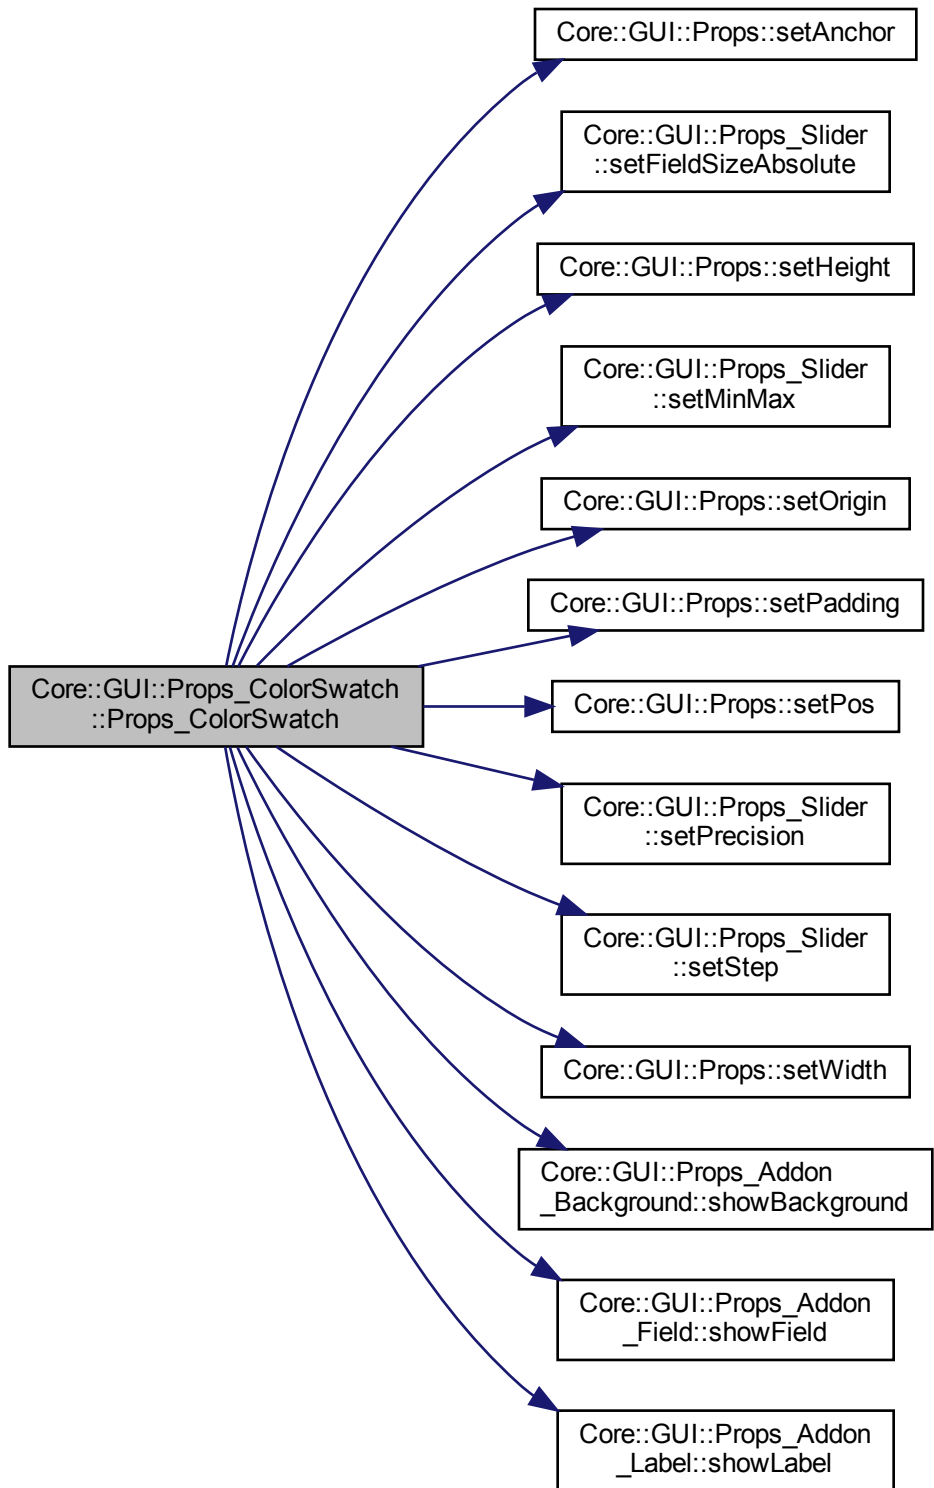 Core::GUI::Props::setAnchor
Core::GUI::Props_Slider
::setFieldSizeAbsolute
Core::GUI::Props::setHeight
Core::GUI::Props_Slider
::setMinMax
Core::GUI::Props::setOrigin
Core::GUI::Props::setPadding
Core::GUI::Props_ColorSwatch
::Props_ColorSwatch
Core::GUI::Props::setPos
Core::GUI::Props_Slider
::setPrecision
Core::GUI::Props_Slider
::setStep
Core::GUI::Props::setWidth
Core::GUI::Props_Addon
_Background::showBackground
Core::GUI::Props_Addon
_Field::showField
Core::GUI::Props_Addon
_Label::showLabel